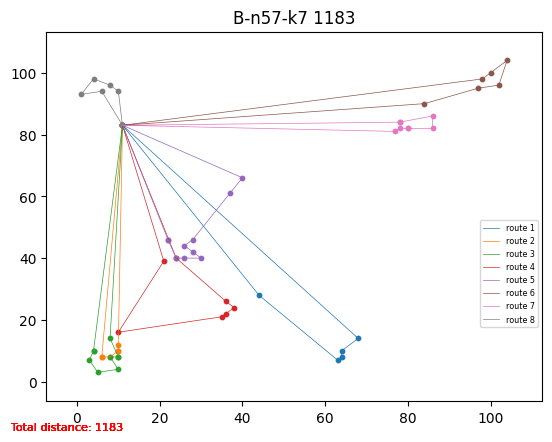 B-n57-k7 1183
100
80
60
40
20
0
0
20
40
60
80
100
route 1
route 2
route 3
route 4
route 5
route 6
route 7
route 8
Total distance: 1183